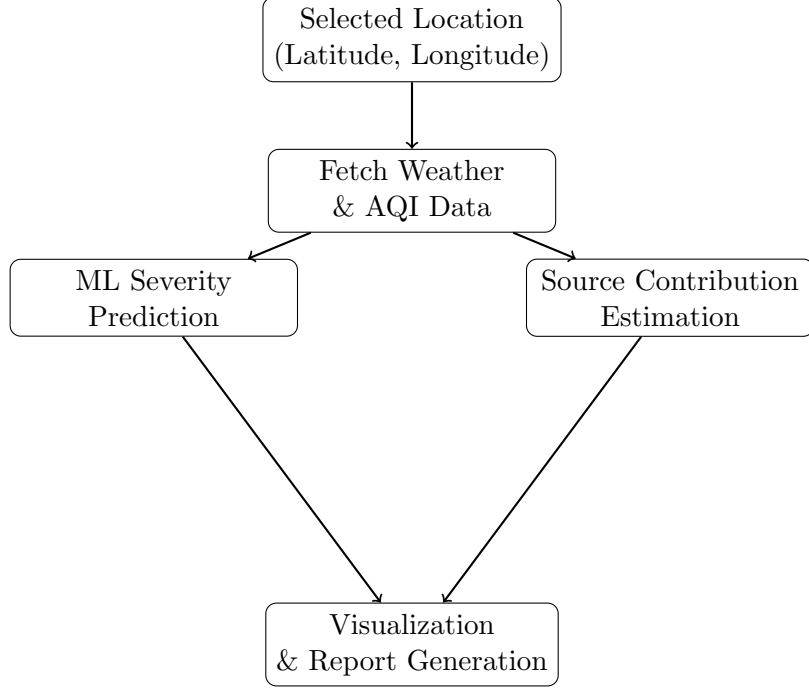 Selected Location
(Latitude, Longitude)
Fetch Weather
& AQI Data
ML Severity
Prediction
Source Contribution
Estimation
Visualization
& Report Generation